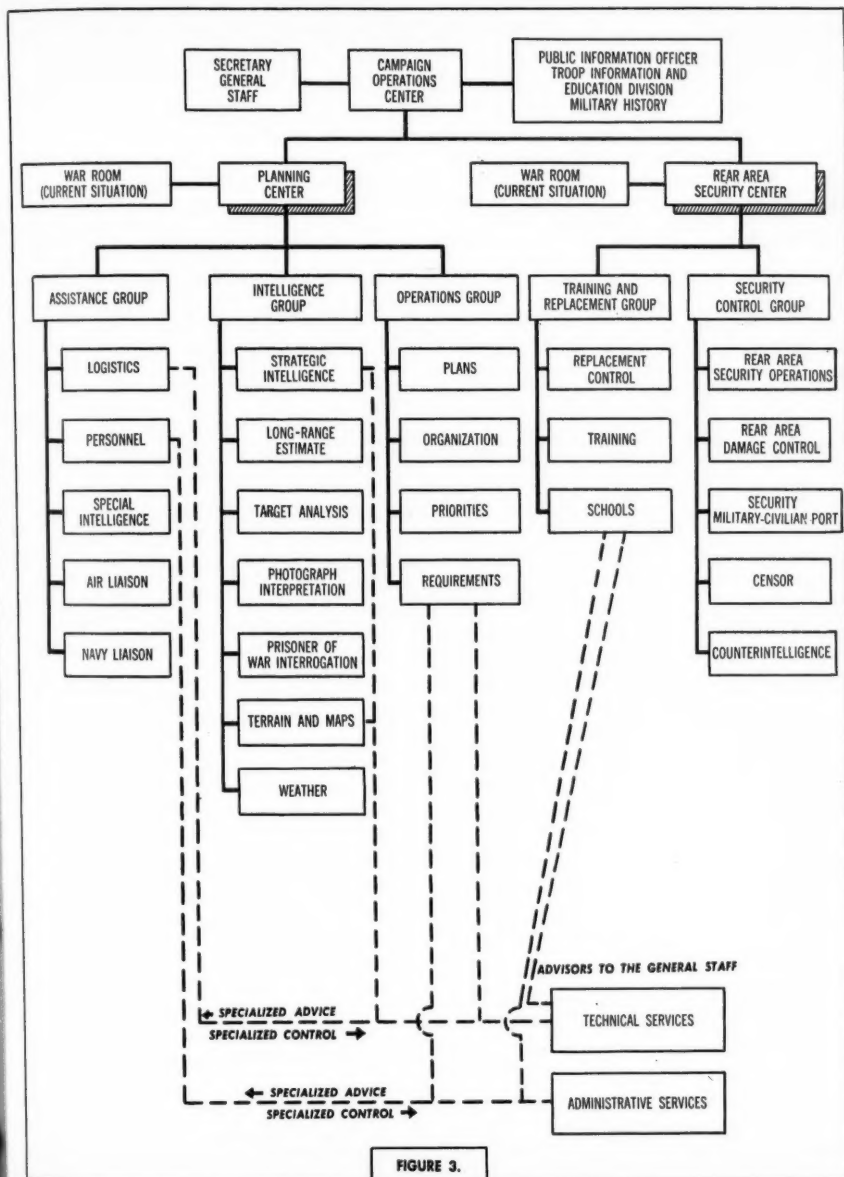 SECRETARY
GENERAL
STAFF
CAMPAIGN
OPERATIONS
CENTER
PUBLIC INFORMATION OFFICER
TROOP INFORMATION AND
EDUCATION DIVISION
MILITARY HISTORY
WAR ROOM
(CURRENT SITUATION)
PLANNING
CENTER
WAR ROOM
(CURRENT SITUATION)
REAR AREA
SECURITY CENTER
ASSISTANCE GROUP
INTELLIGENCE
GROUP
OPERATIONS GROUP
TRAINING AND
REPLACEMENT GROUP
SECURITY
CONTROL GROUP
LOGISTICS
PERSONNEL
SPECIAL
INTELLIGENCE
AIR LIAISON
NAVY LIAISON
STRATEGIC
INTELLIGENCE
LONG-RANGE
ESTIMATE
TARGET ANALYSIS
PHOTOGRAPH
INTERPRETATION
PRISONER OF
WAR INTERROGATION
TERRAIN AND MAPS
WEATHER
PLANS
ORGANIZATION
PRIORITIES
REQUIREMENTS
REPLACEMENT
CONTROL
TRAINING
SCHOOLS
REAR AREA
SECURITY OPERATIONS
REAR AREA
DAMAGE CONTROL
SECURITY
MILITARY-CIVILIAN PORT
CENSOR
COUNTERINTELLIGENCE
ADVISORS TO THE GENERAL STAFF
← SPECIALIZED ADVICE
SPECIALIZED CONTROL →
TECHNICAL SERVICES
← SPECIALIZED ADVICE
SPECIALIZED CONTROL →
ADMINISTRATIVE SERVICES
FIGURE 3.